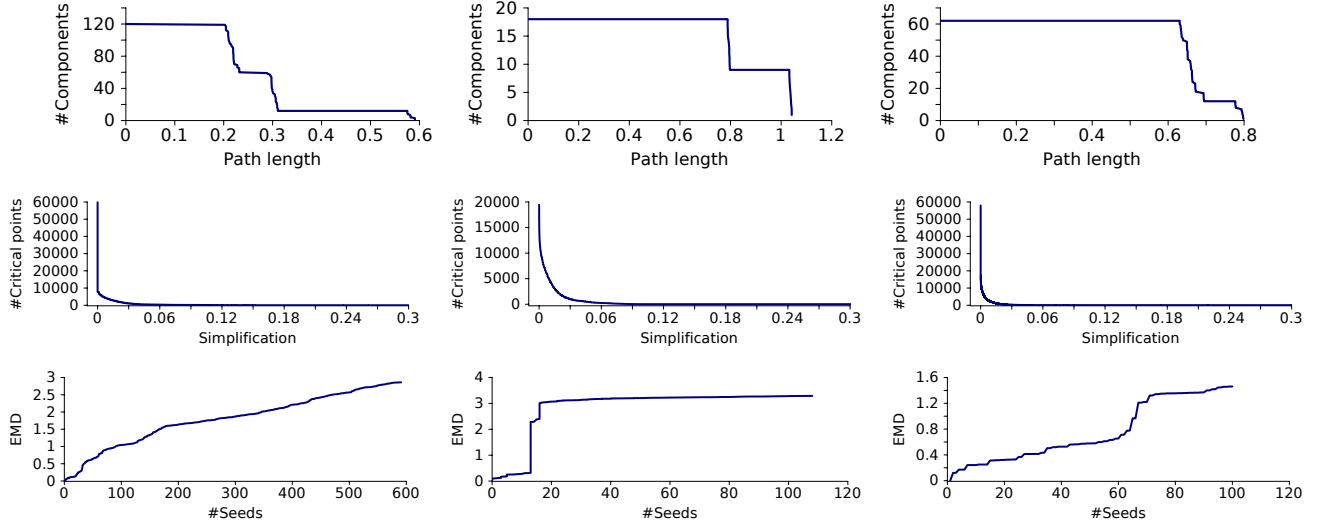 #Components
120
80
40
0
0 0.1 0.2 0.3 0.4 0.5 0.6
Path length
#Components
20
15
10
5
0
0 0.2 0.4 0.6 0.8 1 1.2
Path length
#Components
60
40
20
0
0 0.2 0.4 0.6 0.8
Path length
#Critical points
60000
50000
40000
30000
20000
10000
0
0 0.06 0.12 0.18 0.24 0.3
Simplification
#Critical points
20000
15000
10000
5000
0
0 0.06 0.12 0.18 0.24 0.3
Simplification
#Critical points
60000
50000
40000
30000
20000
10000
0
0 0.06 0.12 0.18 0.24 0.3
Simplification
EMD
3
2.5
2
1.5
1
0.5
0
0 100 200 300 400 500 600
#Seeds
EMD
4
3
2
1
0
0 20 40 60 80 100 120
#Seeds
EMD
1.6
1.2
0.8
0.4
0
0 20 40 60 80 100 120
#Seeds